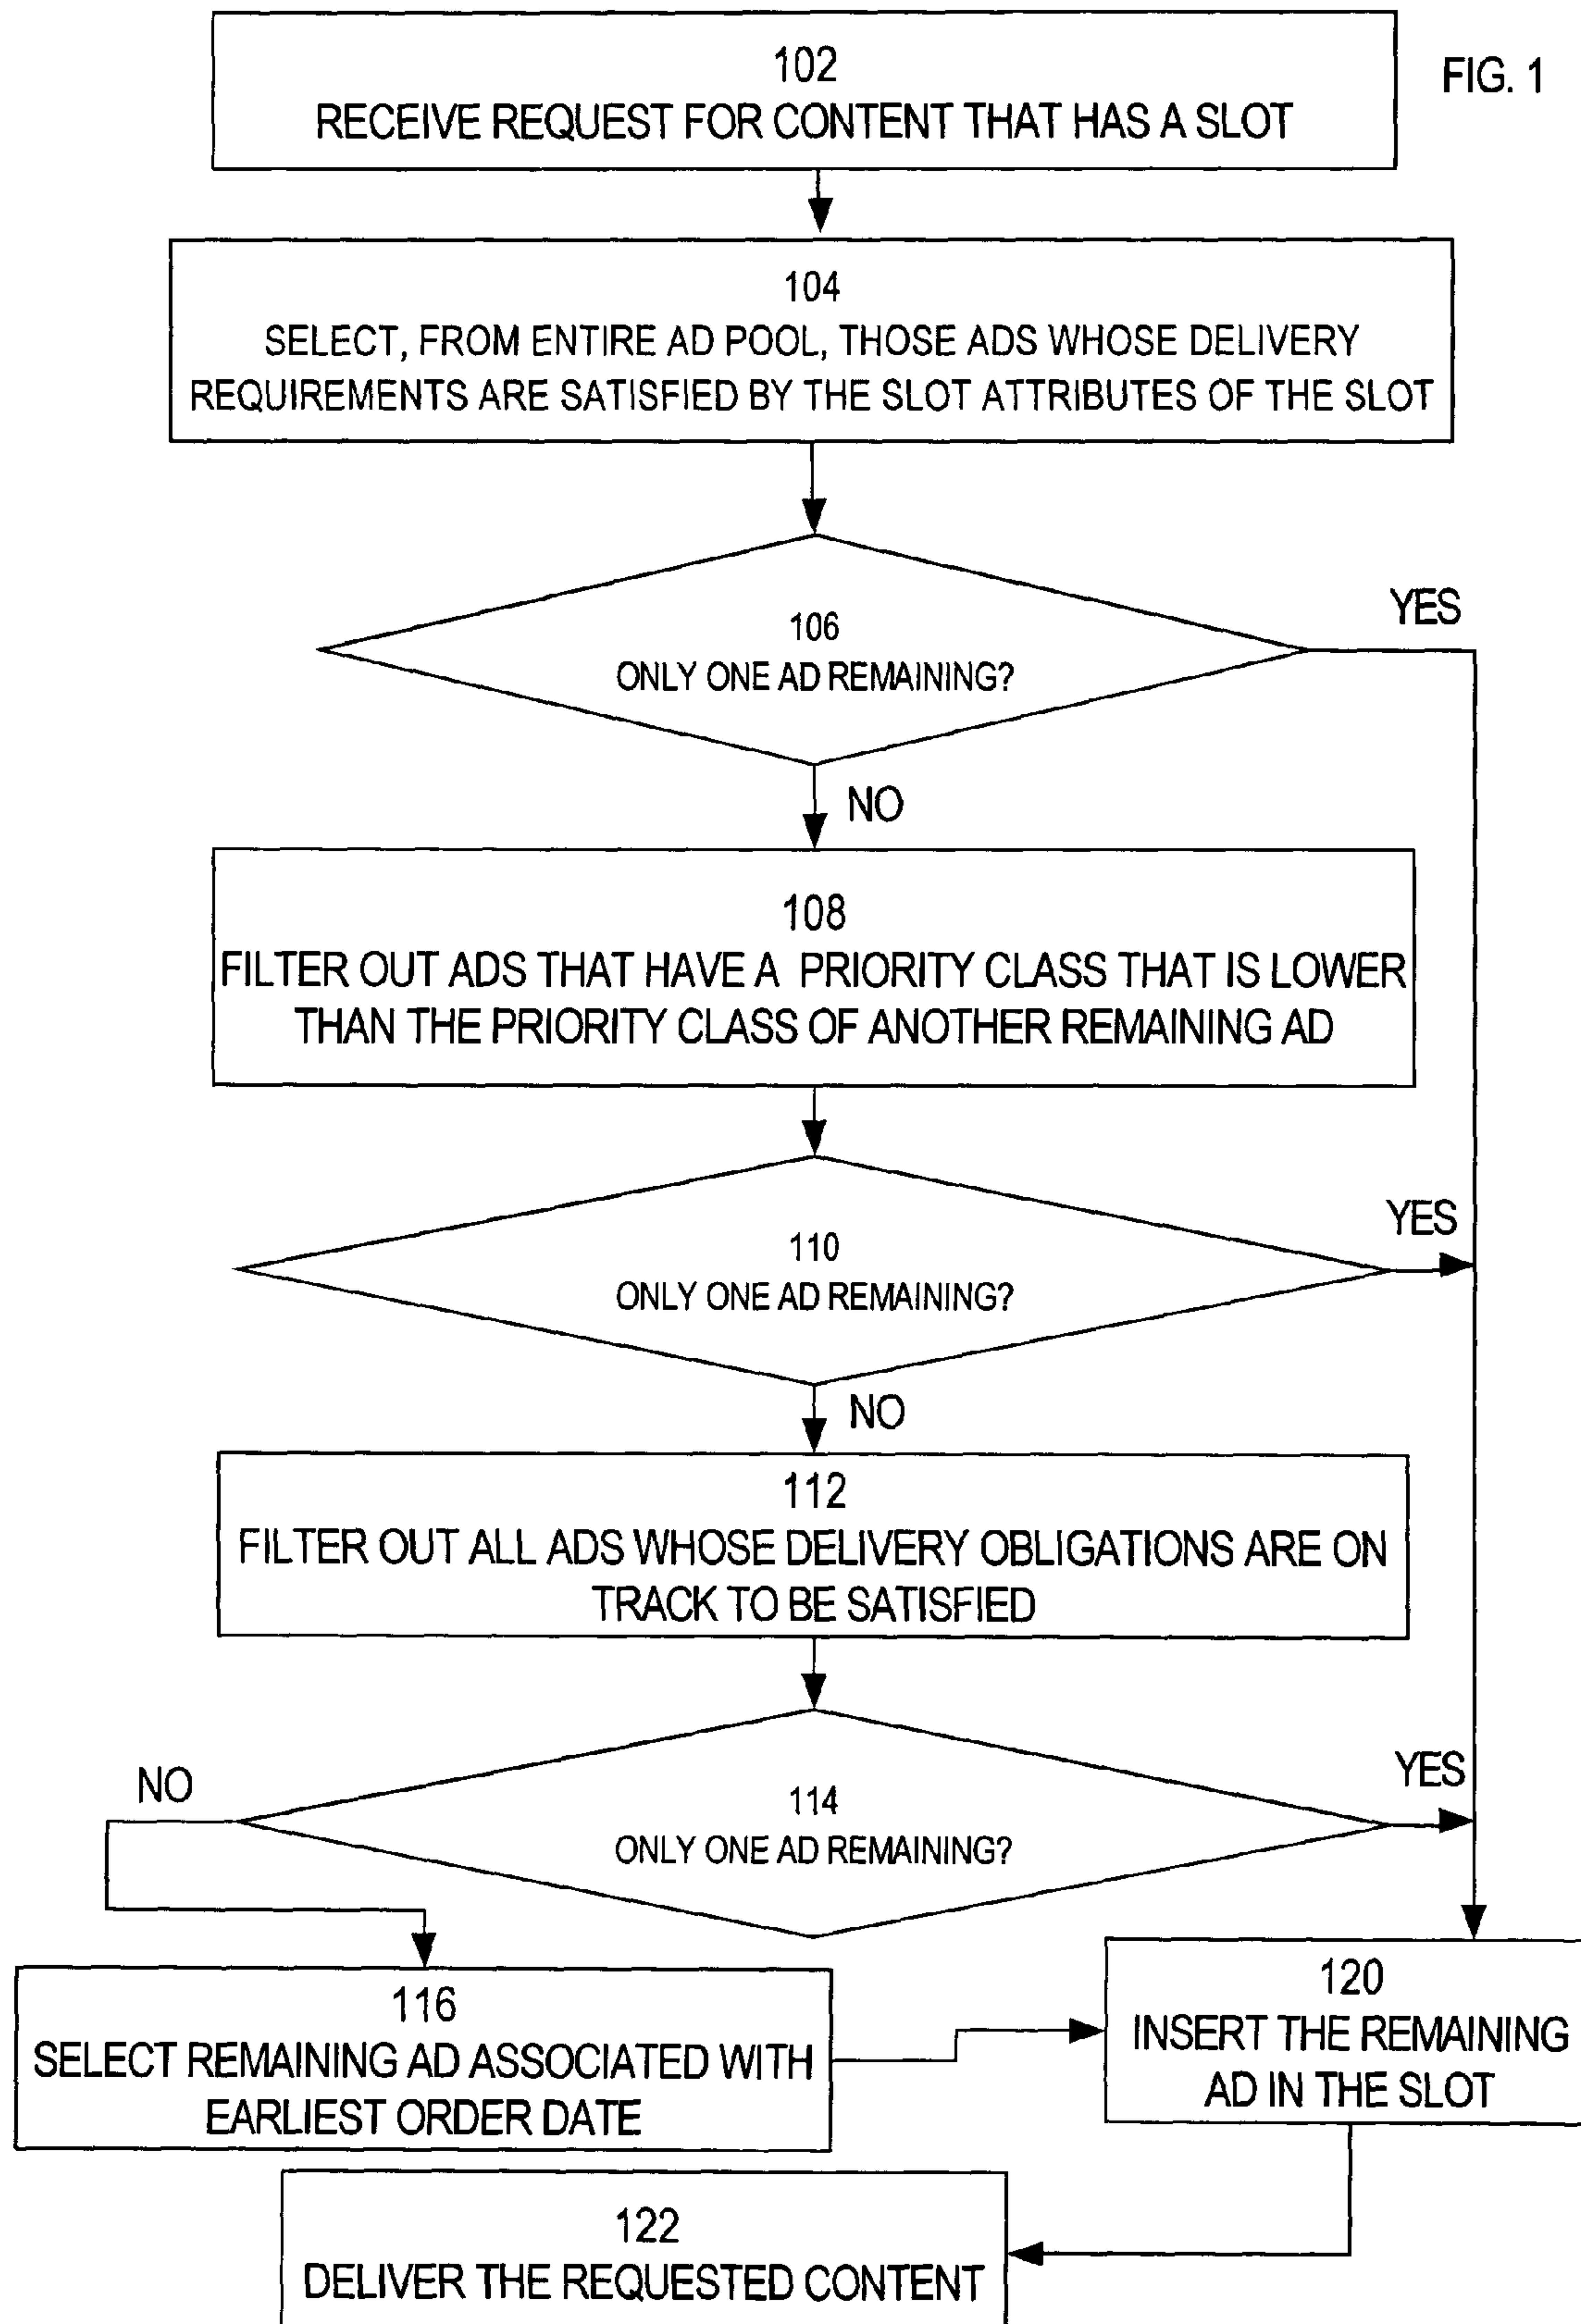 102
RECEIVE REQUEST FOR CONTENT THAT HAS A SLOT
FIG. 1
104
SELECT, FROM ENTIRE AD POOL, THOSE ADS WHOSE DELIVERY
REQUIREMENTS ARE SATISFIED BY THE SLOT ATTRIBUTES OF THE SLOT
106
ONLY ONE AD REMAINING?
YES
NO
108
FILTER OUT ADS THAT HAVE A PRIORITY CLASS THAT IS LOWER
THAN THE PRIORITY CLASS OF ANOTHER REMAINING AD
110
ONLY ONE AD REMAINING?
YES
NO
112
FILTER OUT ALL ADS WHOSE DELIVERY OBLIGATIONS ARE ON
TRACK TO BE SATISFIED
114
ONLY ONE AD REMAINING?
YES
NO
116
SELECT REMAINING AD ASSOCIATED WITH
EARLIEST ORDER DATE
120
INSERT THE REMAINING
AD IN THE SLOT
122
DELIVER THE REQUESTED CONTENT